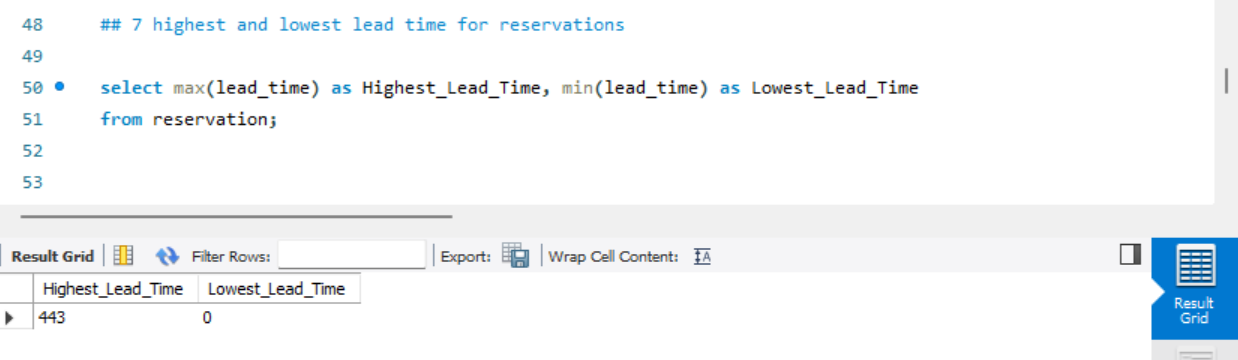 48 ## 7 highest and lowest lead time for reservations
49
50 select max(lead_time) as Highest_Lead_Time, min(lead_time) as Lowest_Lead_Time
51 from reservation;
52
53
Result Grid Filter Rows: Export: Wrap Cell Content: IA
Highest_Lead_Time Lowest_Lead_Time
443 0
Result
Grid